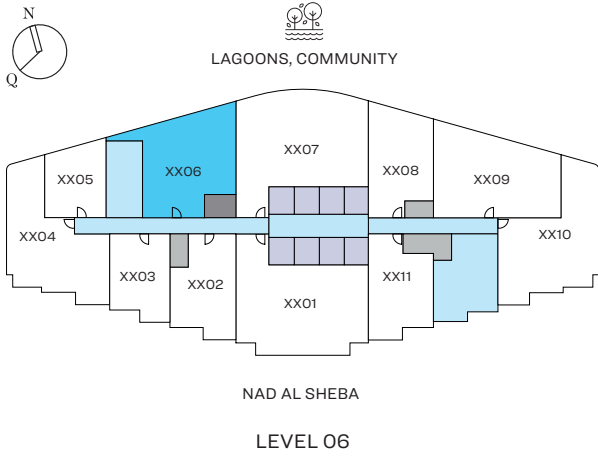 N
Q
LAGOONS, COMMUNITY
XX07
XX06
XX08
XX05
XX09
XX04
XX10
XX03
XX02
XX11
XX01
NAD AL SHEBA
LEVEL 06